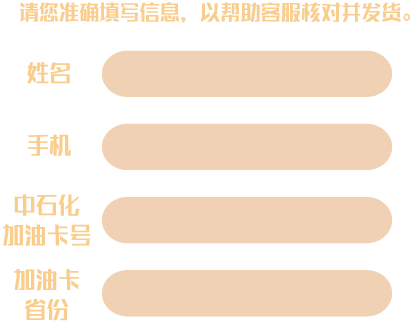 请您准确填写信息，以帮助客服核对并发货。
姓名
手机
中石化
加油卡号
加油卡
省份